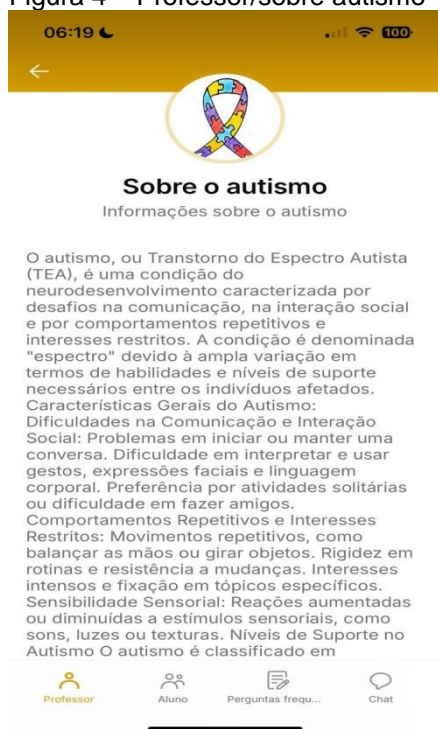 Figura 4 – Professor/sobre autismo
06:19
100
Sobre o autismo
Informações sobre o autismo
O autismo, ou Transtorno do Espectro Autista
(TEA), é uma condição do
neurodesenvolvimento caracterizada por
desafios na comunicação, na interação social
e por comportamentos repetitivos e
interesses restritos. A condição é denominada
"espectro" devido à ampla variação em
termos de habilidades e níveis de suporte
necessários entre os indivíduos afetados.
Características Gerais do Autismo:
Dificuldades na Comunicação e Interação
Social: Problemas em iniciar ou manter uma
conversa. Dificuldade em interpretar e usar
gestos, expressões faciais e linguagem
corporal. Preferência por atividades solitárias
ou dificuldade em fazer amigos.
Comportamentos Repetitivos e Interesses
Restritos: Movimentos repetitivos, como
balançar as mãos ou girar objetos. Rigidez em
rotinas e resistência a mudanças. Interesses
intensos e fixação em tópicos específicos.
Sensibilidade Sensorial: Reações aumentadas
ou diminuídas a estímulos sensoriais, como
sons, luzes ou texturas. Níveis de Suporte no
Autismo O autismo é classificado em
Professor
Aluno
Perguntas frequ...
Chat